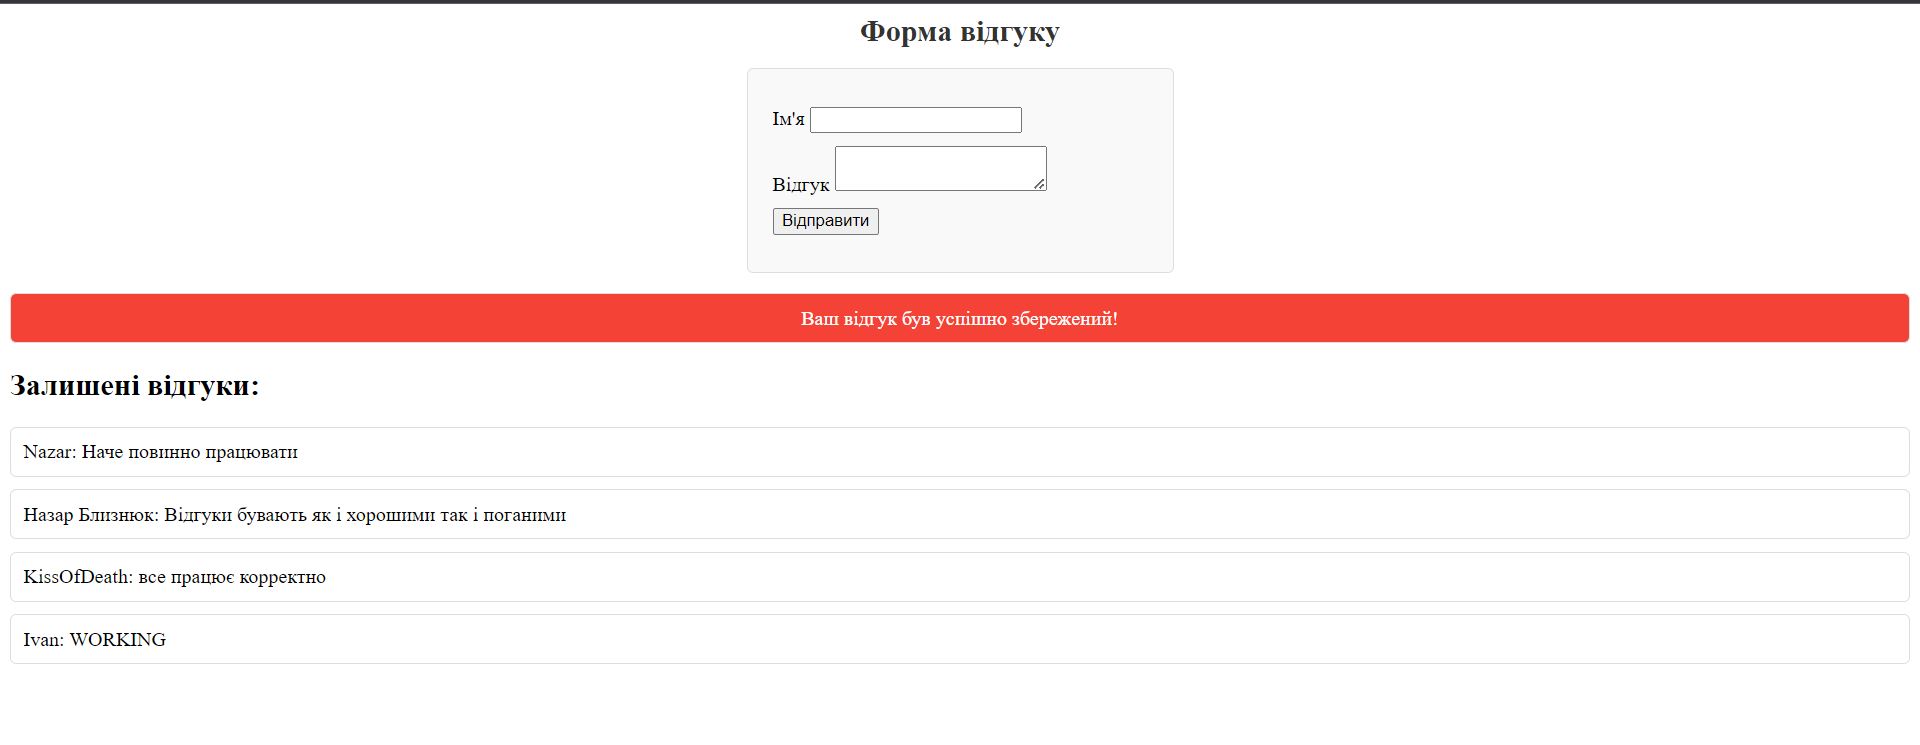 Форма відгуку
Ім'я
Відгук
Відправити
Ваш відгук був успішно збережений!
Залишені відгуки:
Nazar: Наче повинно працювати
Назар Близнюк: Відгуки бувають як і хорошими так і поганими
KissOfDeath: все працює корректно
Ivan: WORKING